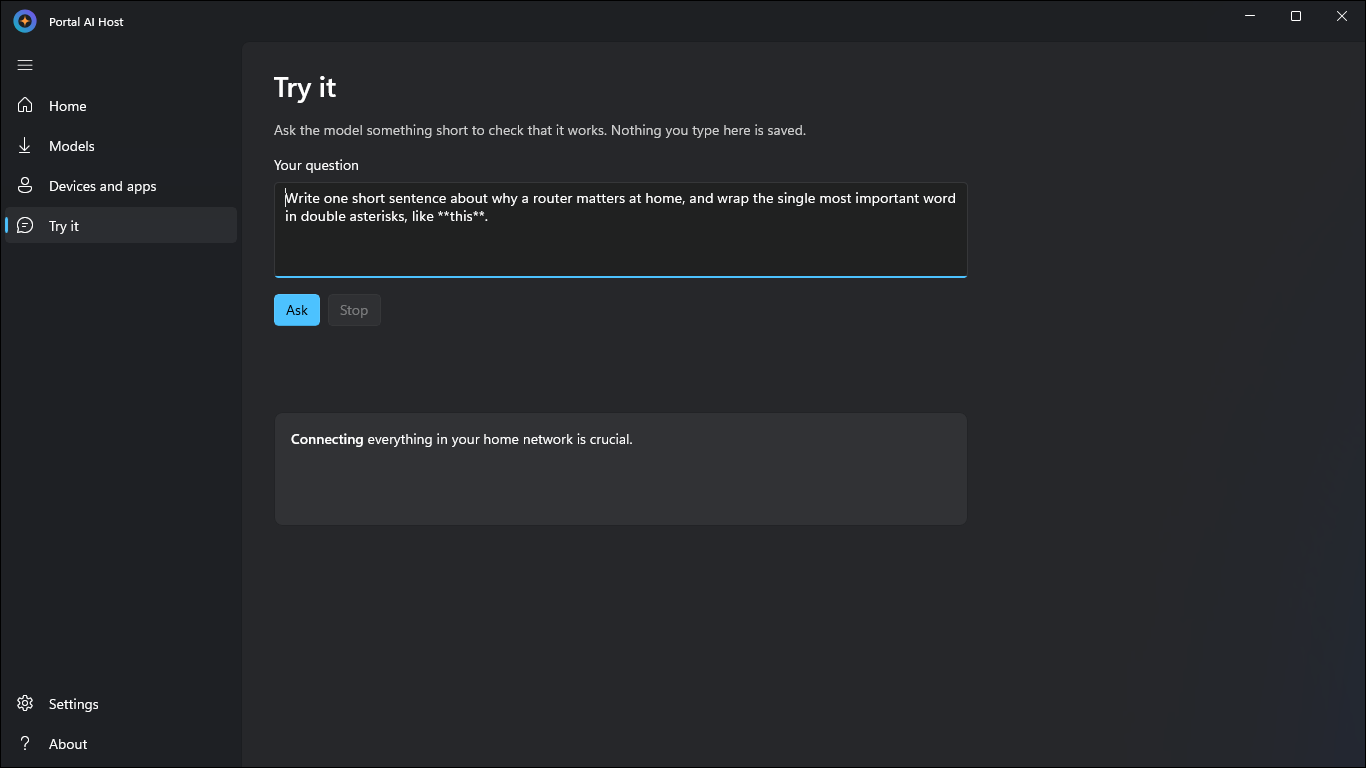 Portal AI Host
Home
Models
Devices and apps
Try it
Settings
About
Try it
Ask the model something short to check that it works. Nothing you type here is saved.
Your question
Write one short sentence about why a router matters at home, and wrap the single most important word
in double asterisks, like **this**.
Ask
Stop
Connecting everything in your home network is crucial.